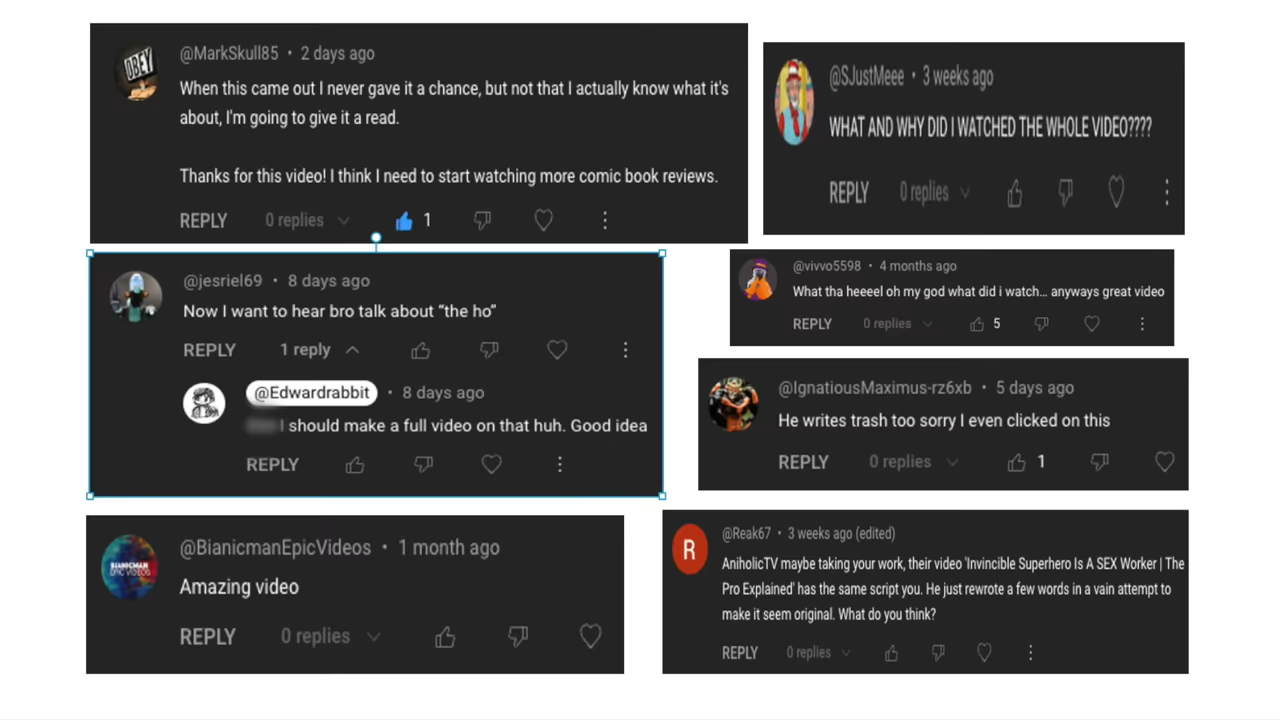 OBEY
@MarkSkull85 • 2 days ago
When this came out I never gave it a chance, but not that I actually know what it's
about, I'm going to give it a read.
Thanks for this video! I think I need to start watching more comic book reviews.
REPLY 0 replies 1
@SJustMeee • 3 weeks ago
WHAT AND WHY DID I WATCHED THE WHOLE VIDEO????
REPLY 0 replies
@jesriel69 • 8 days ago
Now I want to hear bro talk about “the ho”
REPLY 1 reply
@Edwardrabbit • 8 days ago
I should make a full video on that huh. Good idea
REPLY
@vivvo5598 • 4 months ago
What tha heeeel oh my god what did i watch... anyways great video
REPLY 0 replies 5
@IgnatiousMaximus-rz6xb • 5 days ago
He writes trash too sorry I even clicked on this
REPLY 0 replies 1
BIANICMAN
EPIC VIDEOS
@BianicmanEpicVideos • 1 month ago
Amazing video
REPLY 0 replies
R
@Reak67 • 3 weeks ago (edited)
AniholicTV maybe taking your work, their video 'Invincible Superhero Is A SEX Worker | The
Pro Explained' has the same script you. He just rewrote a few words in a vain attempt to
make it seem original. What do you think?
REPLY 0 replies